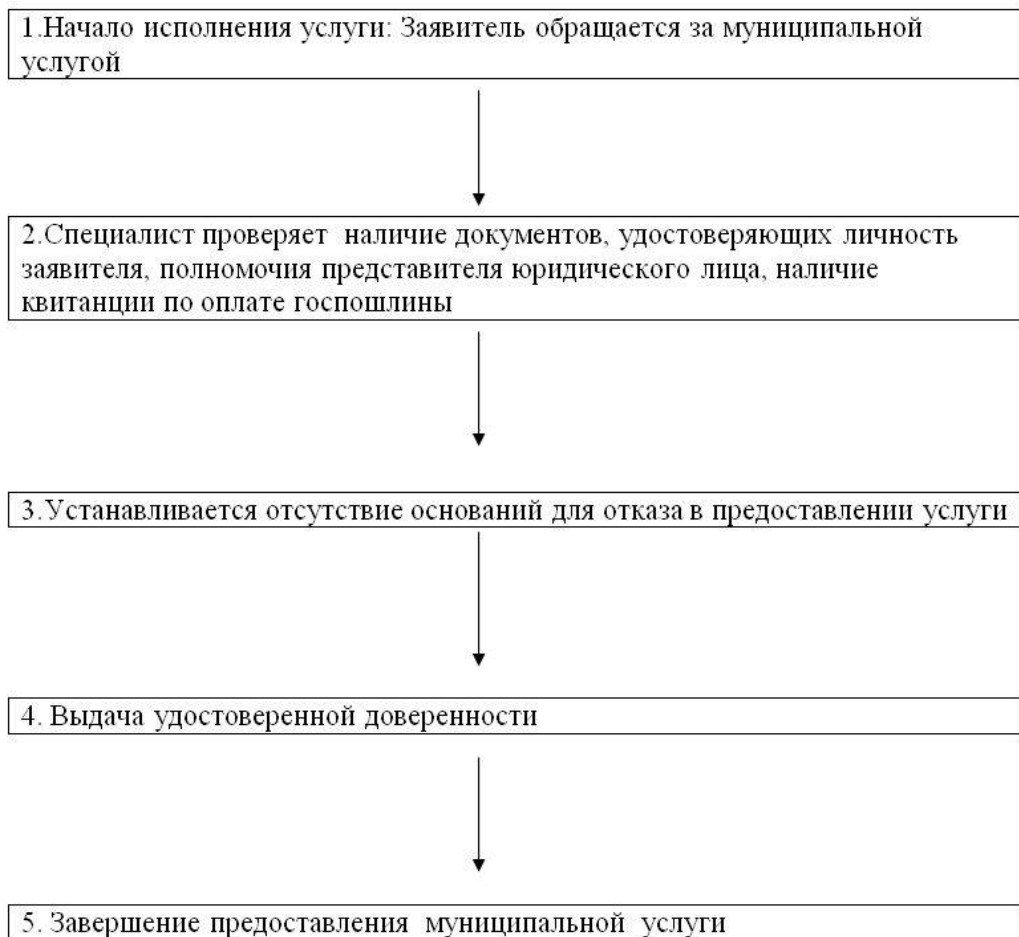 1.Начало исполнения услуги: Заявитель обращается за муниципальной
услугой
2.Специалист проверяет наличие документов, удостоверяющих личность
заявителя, полномочия представителя юридического лица, наличие
квитанции по оплате госпошлины
3.Устанавливается отсутствие оснований для отказа в предоставлении услуги
4. Выдача удостоверенной доверенности
5. Завершение предоставления муниципальной услуги